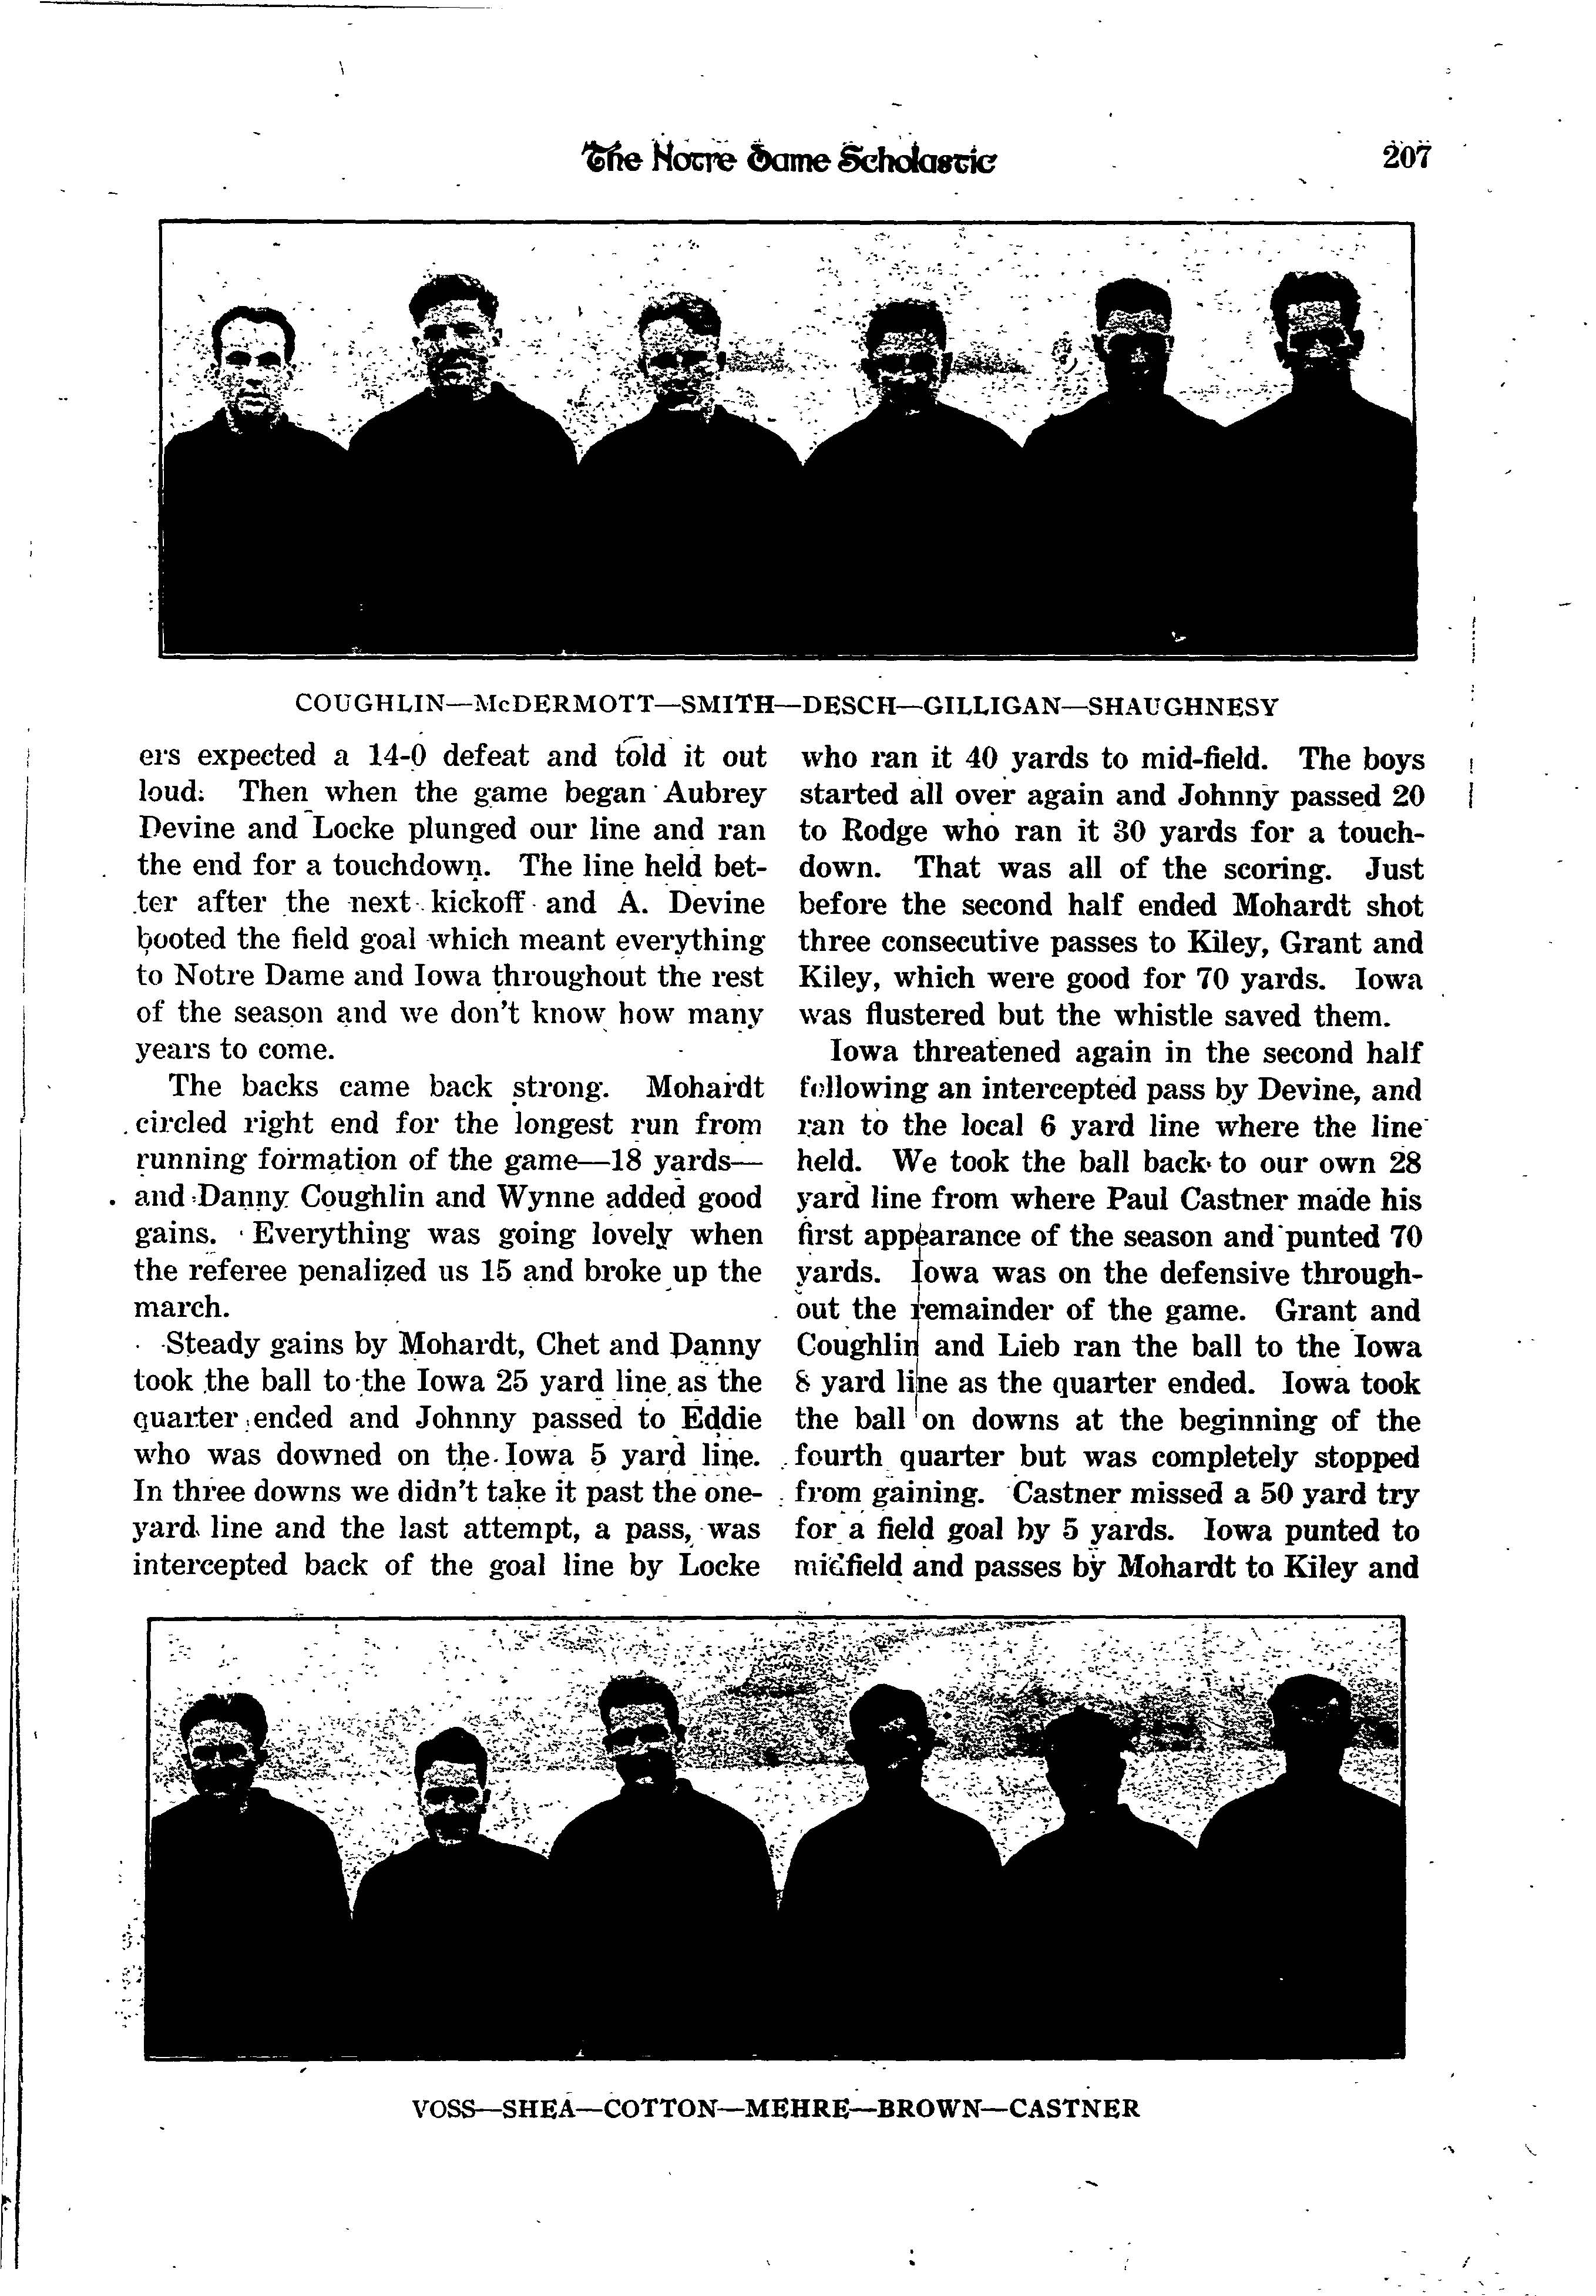 The Notre Dame Scholastic
207
COUGHLIN—McDERMOTT—SMITH—DESCH—GILLIGAN—SHAUGHNESY
ers expected a 14-0 defeat and told it out
loud. Then when the game began Aubrey
Devine and Locke plunged our line and ran
the end for a touchdown. The line held bet-
ter after the next kickoff and A. Devine
booted the field goal which meant everything
to Notre Dame and Iowa throughout the rest
of the season and we don't know how many
years to come.
The backs came back strong. Mohardt
circled right end for the longest run from
running formation of the game—18 yards—
and Danny Coughlin and Wynne added good
gains. Everything was going lovely when
the referee penalized us 15 and broke up the
march.
Steady gains by Mohardt, Chet and Danny
took the ball to the Iowa 25 yard line as the
quarter ended and Johnny passed to Eddie
who was downed on the Iowa 5 yard line.
In three downs we didn't take it past the one-
yard line and the last attempt, a pass, was
intercepted back of the goal line by Locke
who ran it 40 yards to mid-field. The boys
started all over again and Johnny passed 20
to Rodge who ran it 30 yards for a touch-
down. That was all of the scoring. Just
before the second half ended Mohardt shot
three consecutive passes to Kiley, Grant and
Kiley, which were good for 70 yards. Iowa
was flustered but the whistle saved them.
Iowa threatened again in the second half
following an intercepted pass by Devine, and
ran to the local 6 yard line where the line
held. We took the ball back to our own 28
yard line from where Paul Castner made his
first appearance of the season and punted 70
yards. Iowa was on the defensive through-
out the remainder of the game. Grant and
Coughlin and Lieb ran the ball to the Iowa
8 yard line as the quarter ended. Iowa took
the ball on downs at the beginning of the
fourth quarter but was completely stopped
from gaining. Castner missed a 50 yard try
for a field goal by 5 yards. Iowa punted to
midfield and passes by Mohardt to Kiley and
VOSS—SHEA—COTTON—MEHRE—BROWN—CASTNER